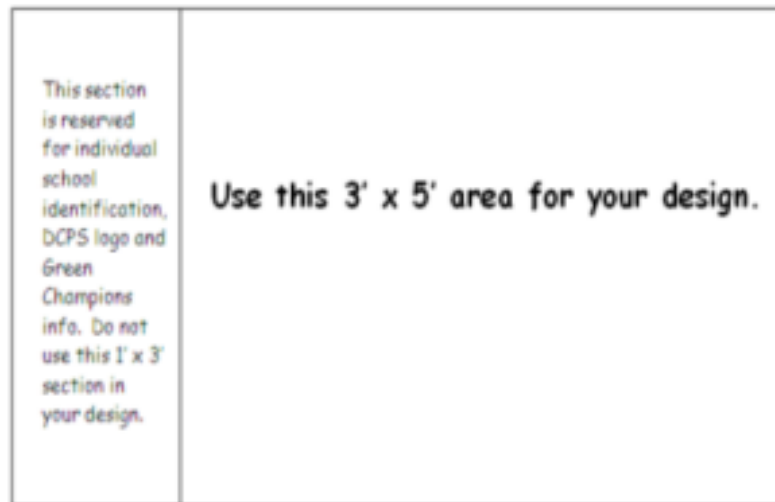 This section
is reserved
for individual
school
identification,
DCPS logo and
Green
Champions
info. Do not
use this 1' x 3'
section in
your design.
Use this 3' x 5' area for your design.